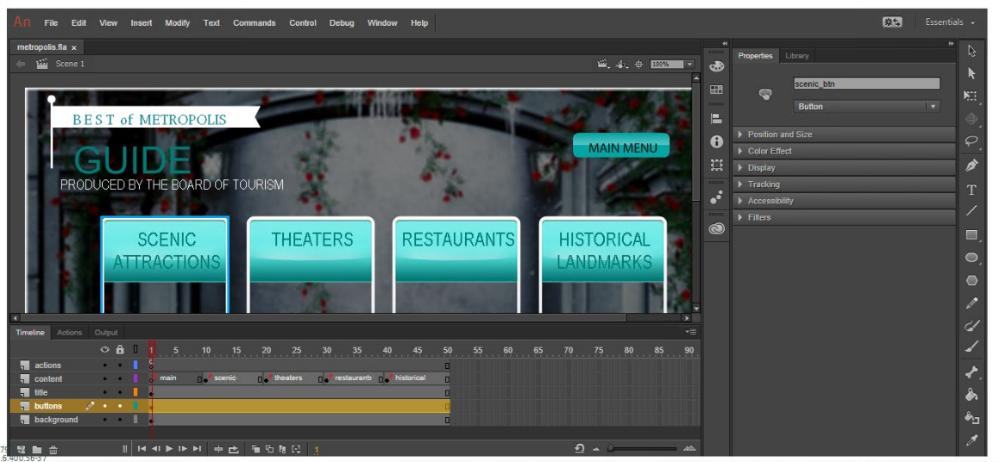 An File Edit View Insert Modify Text Commands Control Debug Window Help Essentials
metropolis.fla x
Scene 1 100%
Properties Library
scenic_btn
Button
Position and Size
Color Effect
Display
Tracking
Accessibility
Filters
BEST of METROPOLIS
GUIDE
PRODUCED BY THE BOARD OF TOURISM
MAIN MENU
SCENIC ATTRACTIONS
THEATERS
RESTAURANTS
HISTORICAL LANDMARKS
Timeline Actions Output
1 5 10 15 20 25 30 35 40 45 50 55 60 65 70 75 80 85 90
actions
content main scenic theaters restaurants historical
title
buttons
background
1